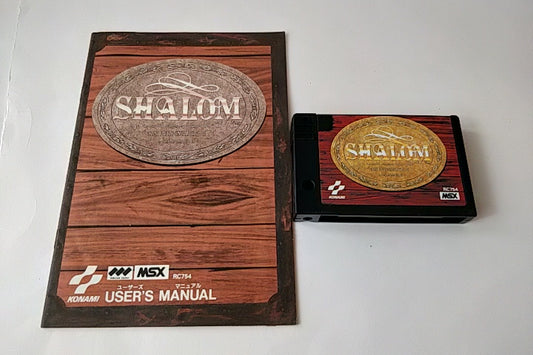 SHALOM
MSX
RC754
ユーザーズ マニュアル
KONAMI
USER'S MANUAL
SHALOM
KONAMI
RC754
MSX